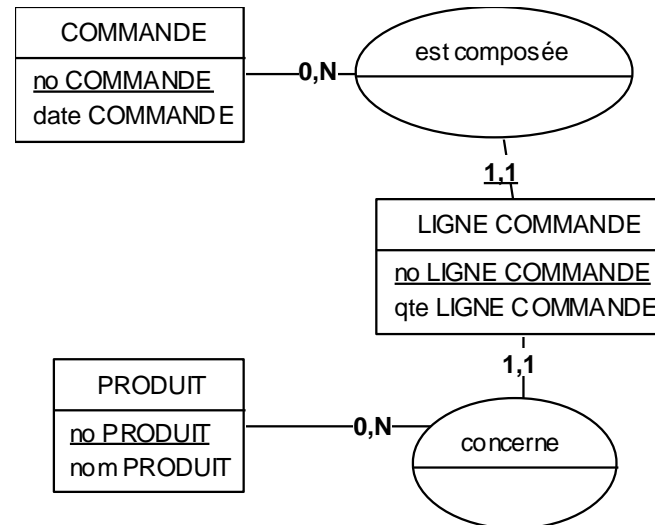 COMMANDE
no COMMANDE
date COMMANDE
0,N
est composée
1,1
LIGNE COMMANDE
no LIGNE COMMANDE
qte LIGNE COMMANDE
1,1
PRODUIT
no PRODUIT
nom PRODUIT
0,N
concerne